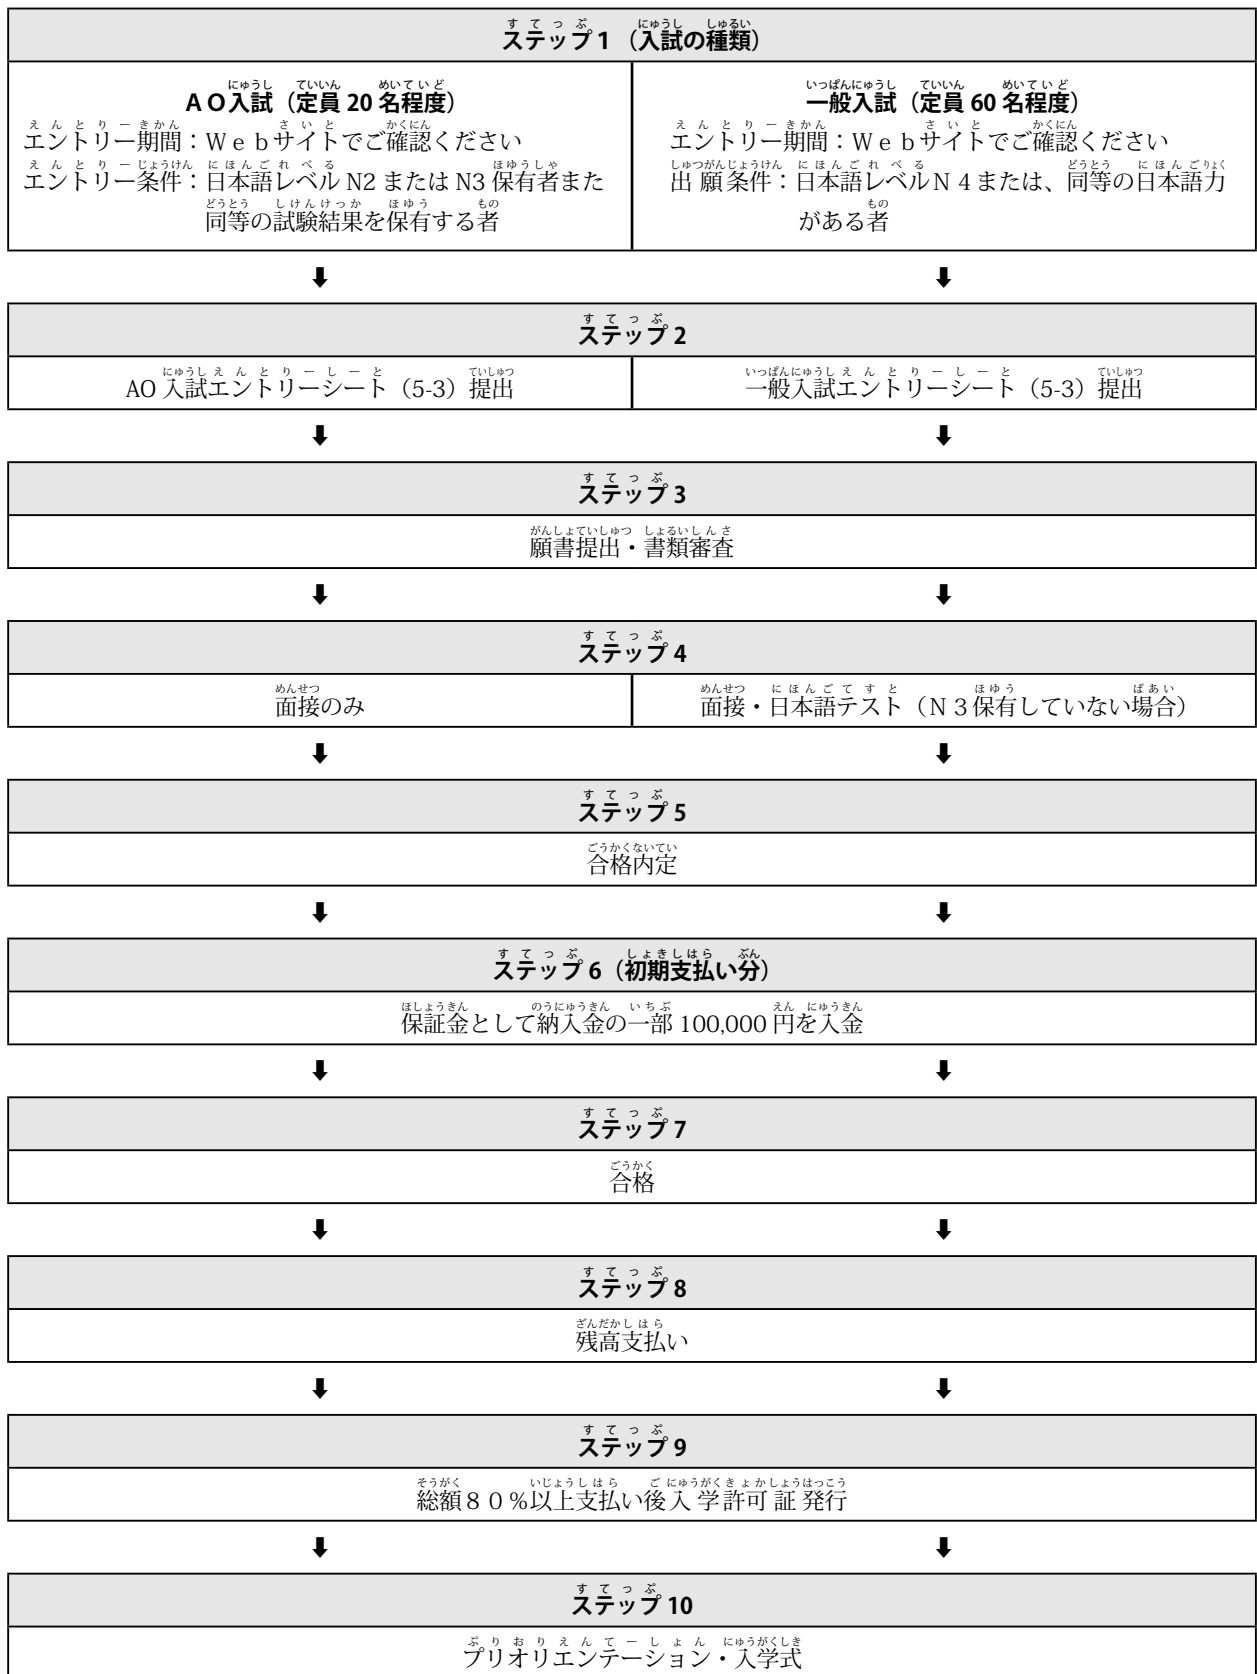 ステップ 1 （入試の種類）
AO入試（定員 20 名程度）
エントリー期間：Ｗｅｂサイトでご確認ください
エントリー条件：日本語レベル N2 または N3 保有者また
同等の試験結果を保有する者
一般入試（定員 60 名程度）
エントリー期間：Ｗｅｂサイトでご確認ください
出願条件：日本語レベルＮ４または、同等の日本語力
がある者
⬇ ⬇
ステップ 2
AO 入試エントリーシート（5-3）提出
一般入試エントリーシート（5-3）提出
⬇ ⬇
ステップ 3
願書提出・書類審査
⬇ ⬇
ステップ 4
面接のみ
面接・日本語テスト（Ｎ３保有していない場合）
⬇ ⬇
ステップ 5
合格内定
⬇ ⬇
ステップ 6（初期支払い分）
保証金として納入金の一部 100,000 円を入金
⬇ ⬇
ステップ 7
合格
⬇ ⬇
ステップ 8
残高支払い
⬇ ⬇
ステップ 9
総額８０％以上支払い後入学許可証発行
⬇ ⬇
ステップ 10
プリオリエンテーション・入学式